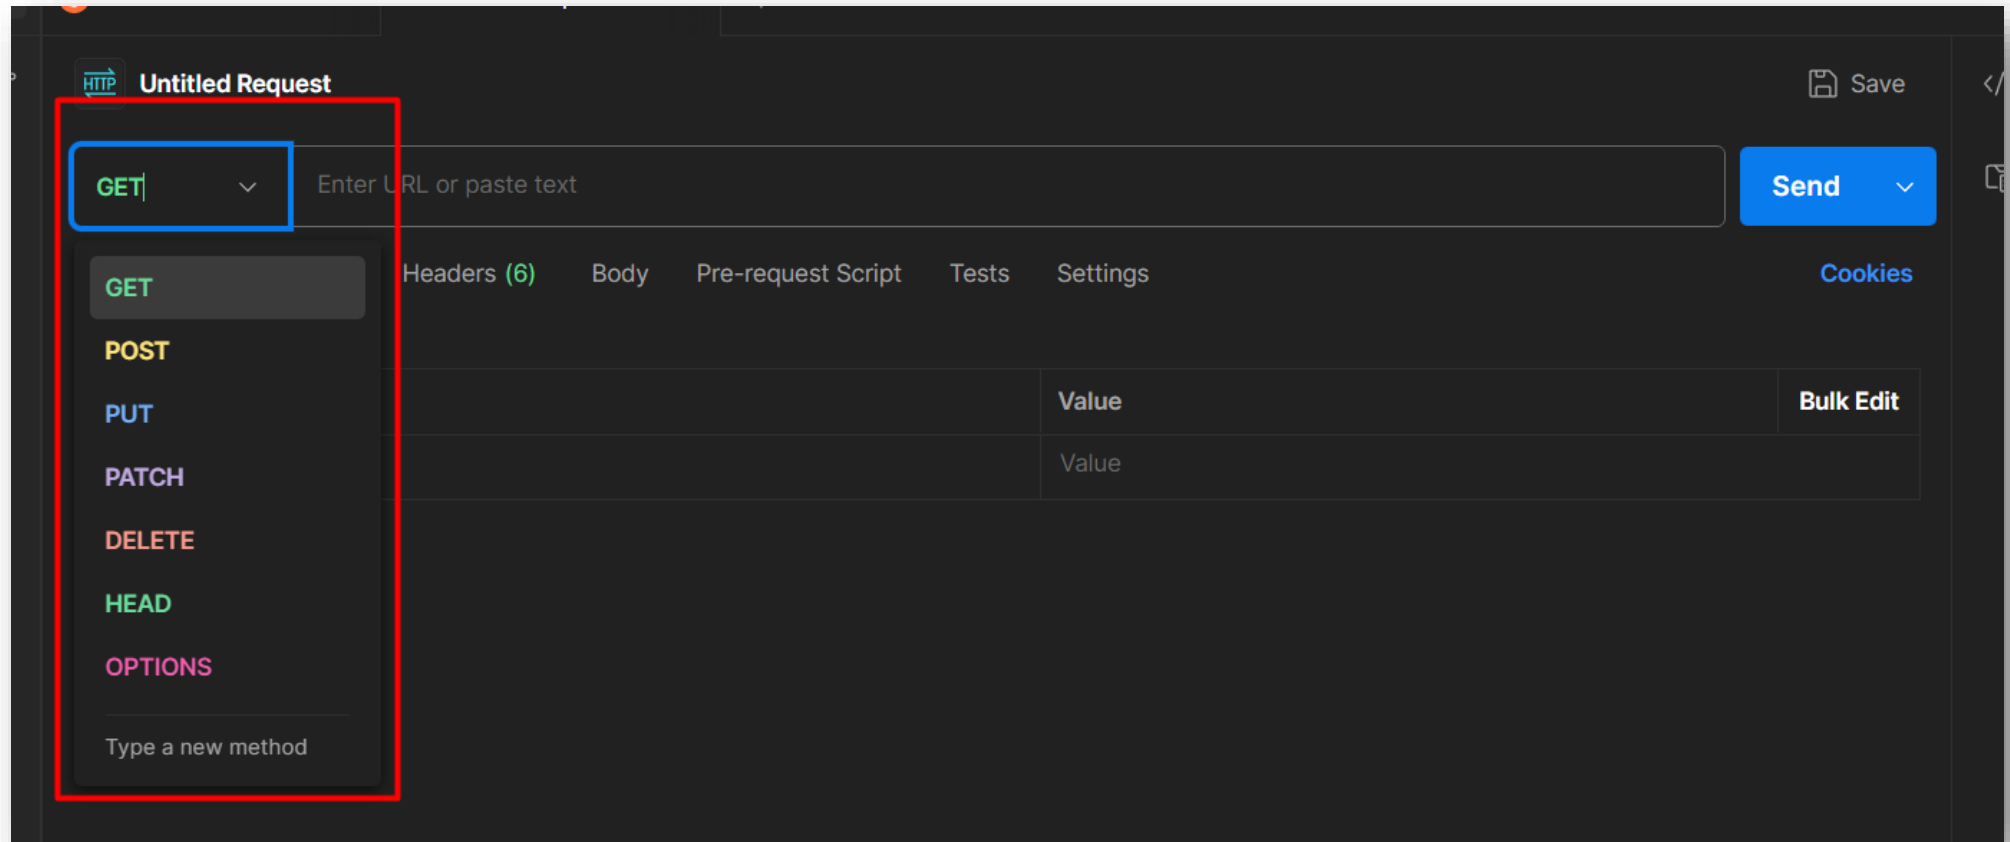 HTTP Untitled Request
Save
GET
Enter URL or paste text
Send
Headers (6) Body Pre-request Script Tests Settings Cookies
GET
POST
PUT
PATCH
DELETE
HEAD
OPTIONS
Type a new method
Value Bulk Edit
Value